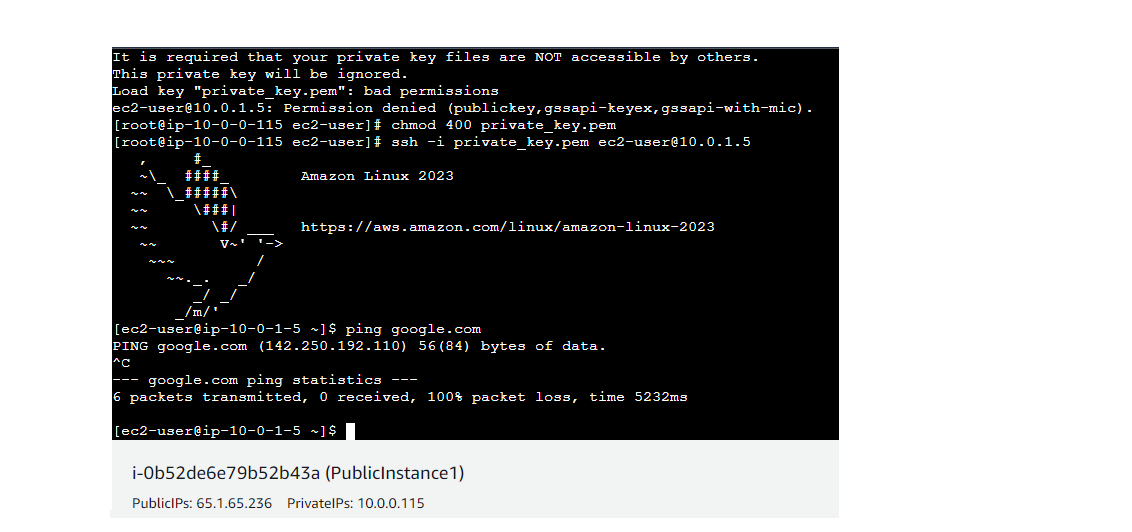 It is required that your private key files are NOT accessible by others.
This private key will be ignored.
Load key "private_key.pem": bad permissions
ec2-user@10.0.1.5: Permission denied (publickey,gssapi-keyex,gssapi-with-mic).
[root@ip-10-0-0-115 ec2-user]# chmod 400 private_key.pem
[root@ip-10-0-0-115 ec2-user]# ssh -i private_key.pem ec2-user@10.0.1.5
   ,     #_
   ~\_  ####_        Amazon Linux 2023
  ~~  \_#####\
  ~~     \###|
  ~~       \#/ ___   https://aws.amazon.com/linux/amazon-linux-2023
   ~~       V~' '->
    ~~~         /
      ~~._.   _/
         _/ _/
       _/m/'
[ec2-user@ip-10-0-1-5 ~]$ ping google.com
PING google.com (142.250.192.110) 56(84) bytes of data.
^C
--- google.com ping statistics ---
6 packets transmitted, 0 received, 100% packet loss, time 5232ms
[ec2-user@ip-10-0-1-5 ~]$
i-0b52de6e79b52b43a (PublicInstance1)
PublicIPs: 65.1.65.236 PrivateIPs: 10.0.0.115